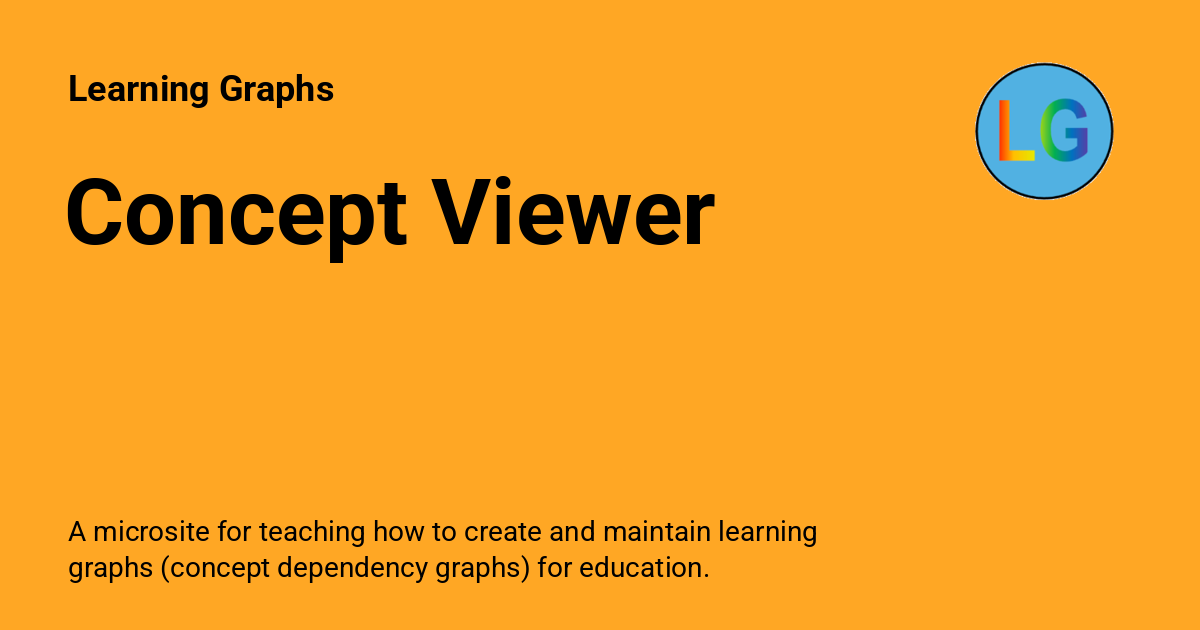 Learning Graphs
LG
Concept Viewer
A microsite for teaching how to create and maintain learning
graphs (concept dependency graphs) for education.